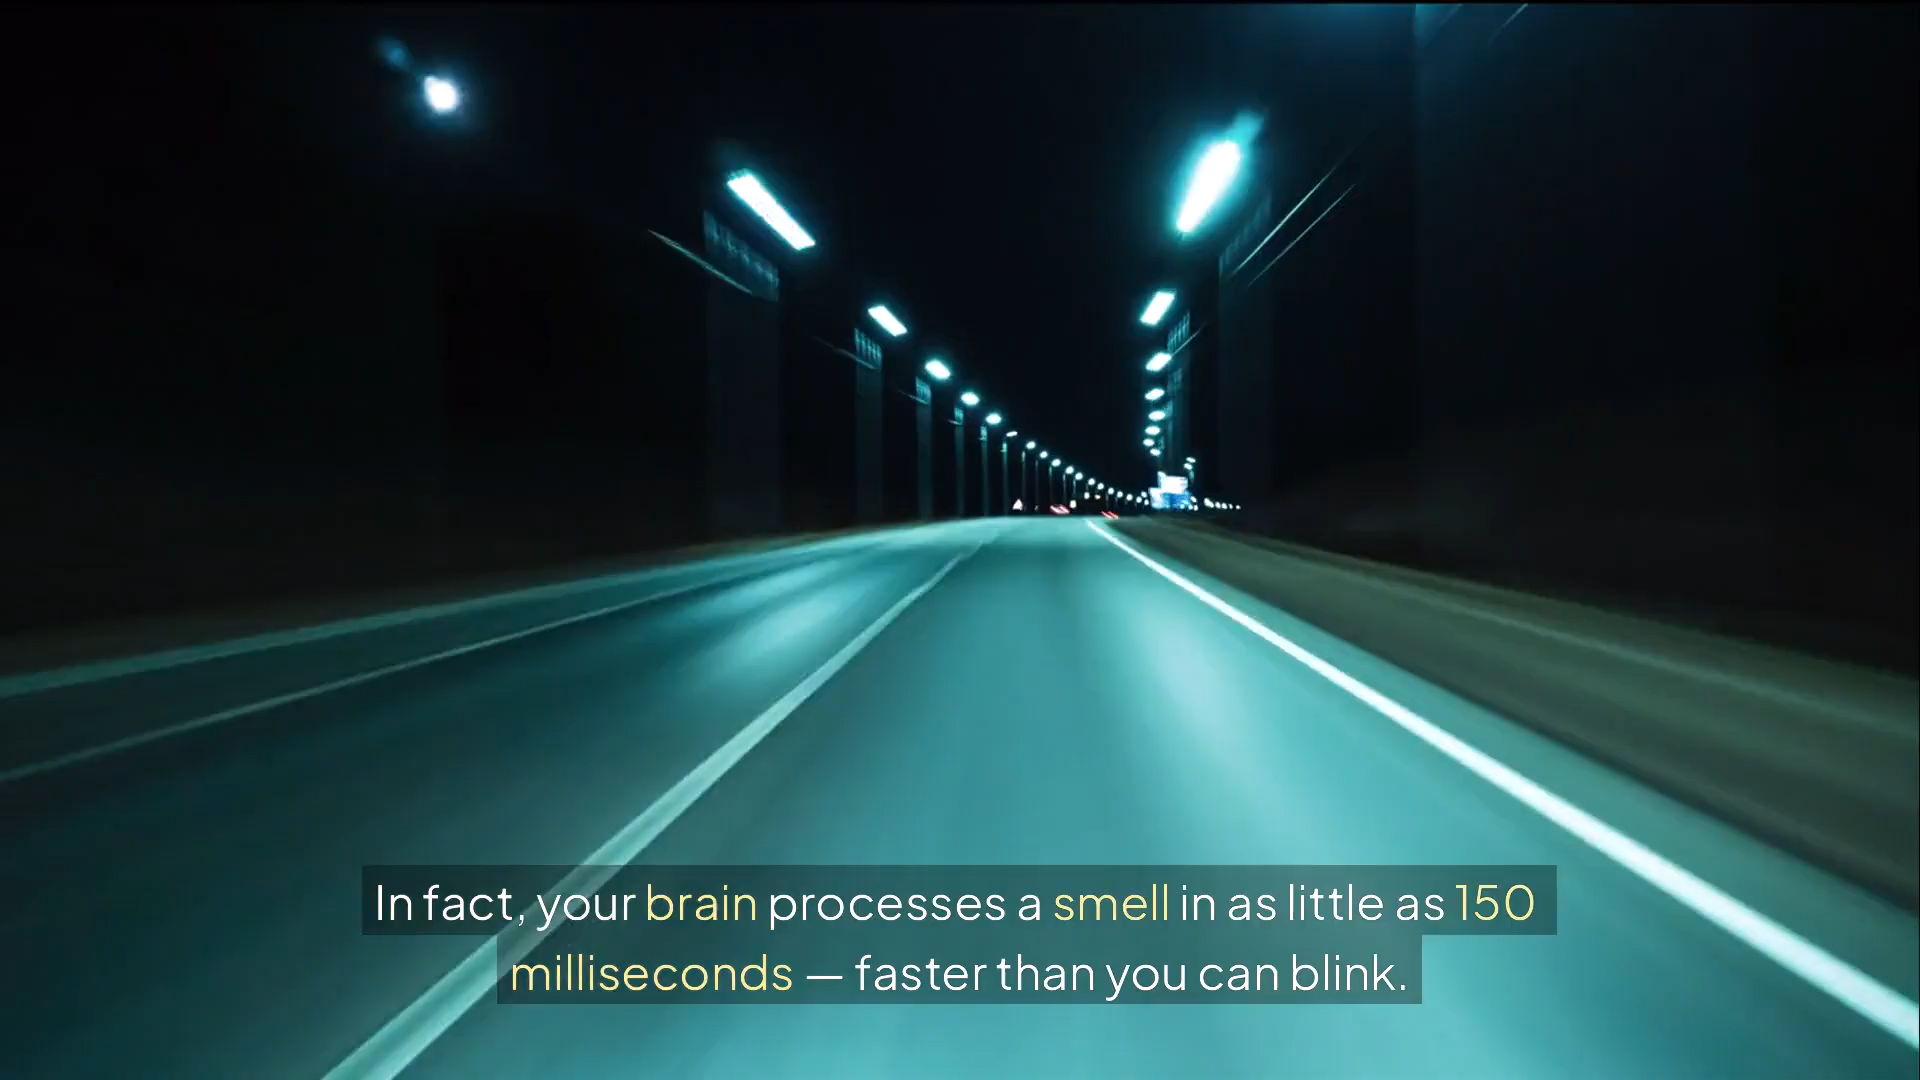 In fact, your brain processes a smell in as little as 150
milliseconds — faster than you can blink.